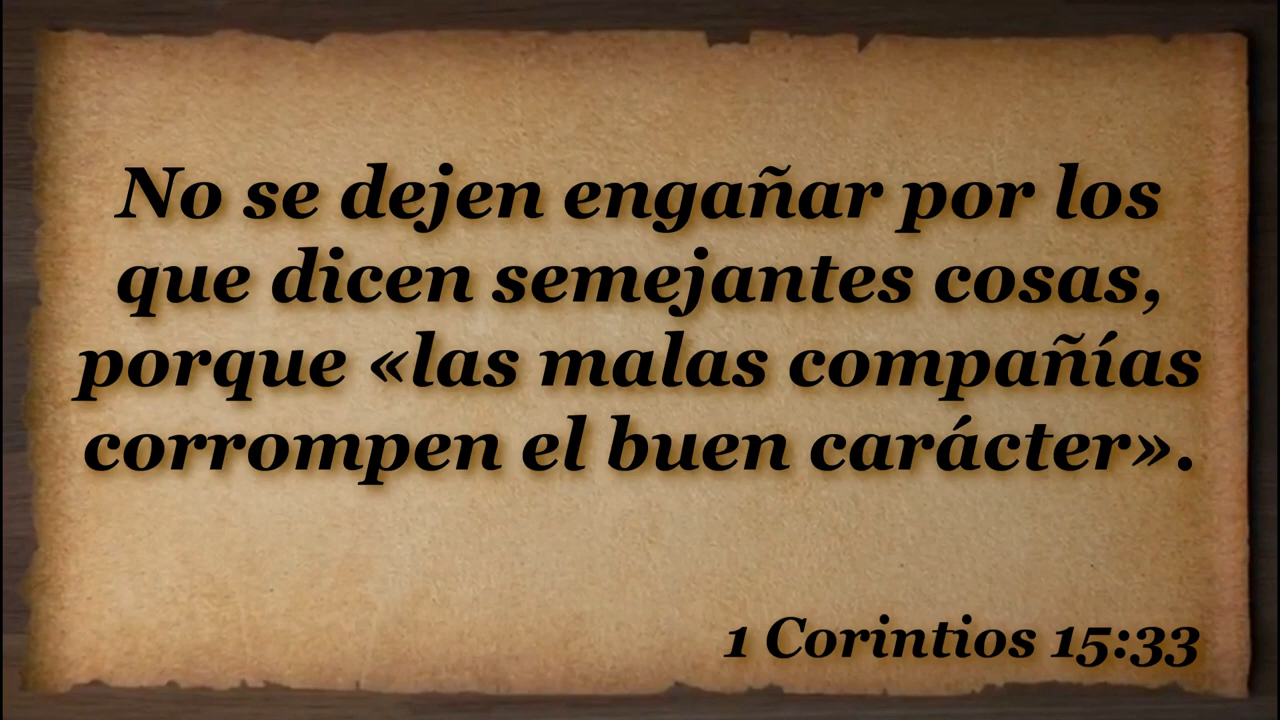 No se dejen engañar por los
que dicen semejantes cosas,
porque «las malas compañías
corrompen el buen carácter».
1 Corintios 15:33